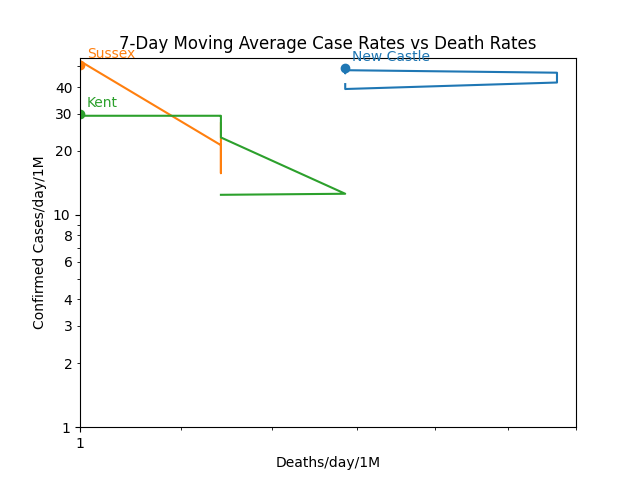 7-Day Moving Average Case Rates vs Death Rates
Sussex
New Castle
Kent
40
30
20
10
8
6
4
3
2
1
1
Confirmed Cases/day/1M
Deaths/day/1M